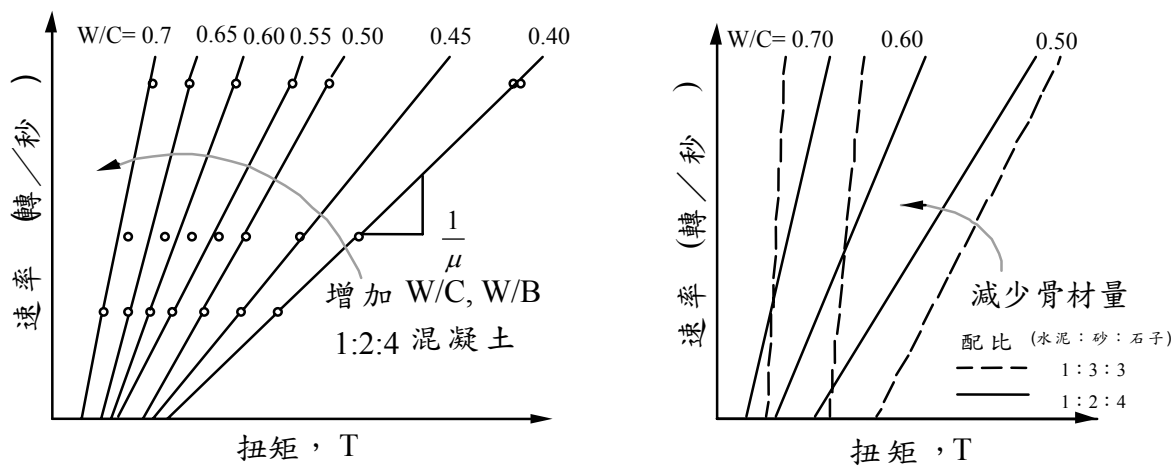 W/C= 0.7 0.65 0.60 0.55 0.50 0.45 0.40
速率 (轉/秒)
1
μ
增加 W/C, W/B
1:2:4 混凝土
扭矩，T
W/C= 0.70 0.60 0.50
速率 (轉/秒)
減少骨材量
配比 (水泥：砂：石子)
1：3：3
1：2：4
扭矩，T